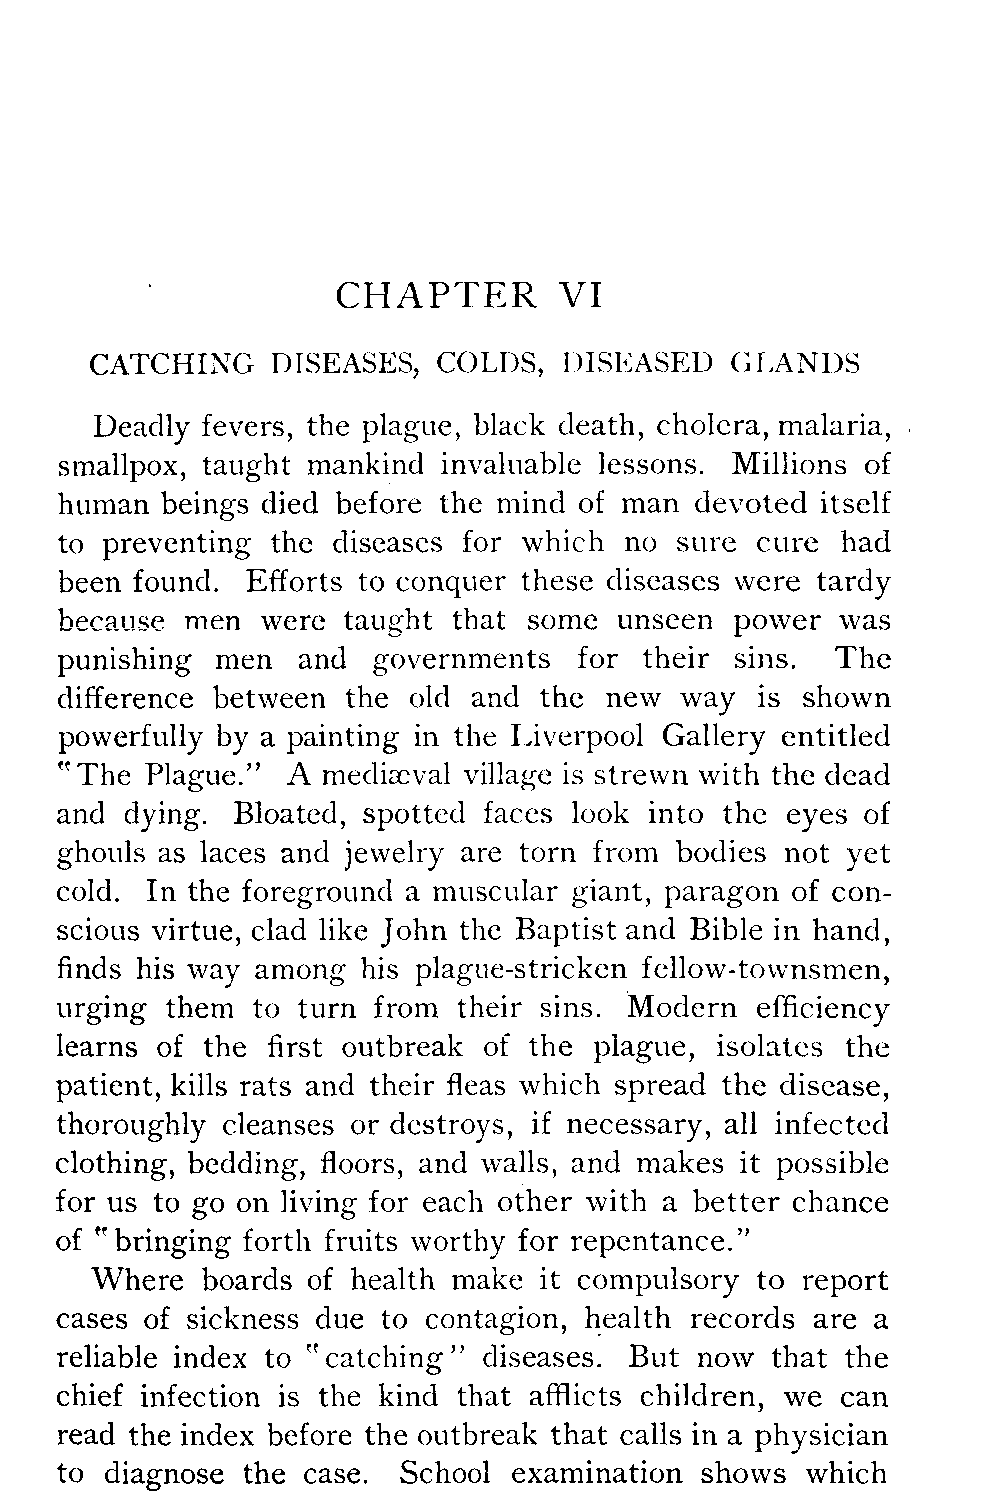 CHAPTER VI
CATCHING DISEASES, COLDS, DISEASED GLANDS
Deadly fevers, the plague, black death, cholera, malaria,
smallpox, taught mankind invaluable lessons. Millions of
human beings died before the mind of man devoted itself
to preventing the diseases for which no sure cure had
been found. Efforts to conquer these diseases were tardy
because men were taught that some unseen power was
punishing men and governments for their sins. The
difference between the old and the new way is shown
powerfully by a painting in the Liverpool Gallery entitled
"The Plague." A mediæval village is strewn with the dead
and dying. Bloated, spotted faces look into the eyes of
ghouls as laces and jewelry are torn from bodies not yet
cold. In the foreground a muscular giant, paragon of con-
scious virtue, clad like John the Baptist and Bible in hand,
finds his way among his plague-stricken fellow-townsmen,
urging them to turn from their sins. Modern efficiency
learns of the first outbreak of the plague, isolates the
patient, kills rats and their fleas which spread the disease,
thoroughly cleanses or destroys, if necessary, all infected
clothing, bedding, floors, and walls, and makes it possible
for us to go on living for each other with a better chance
of "bringing forth fruits worthy for repentance."
Where boards of health make it compulsory to report
cases of sickness due to contagion, health records are a
reliable index to "catching" diseases. But now that the
chief infection is the kind that afflicts children, we can
read the index before the outbreak that calls in a physician
to diagnose the case. School examination shows which